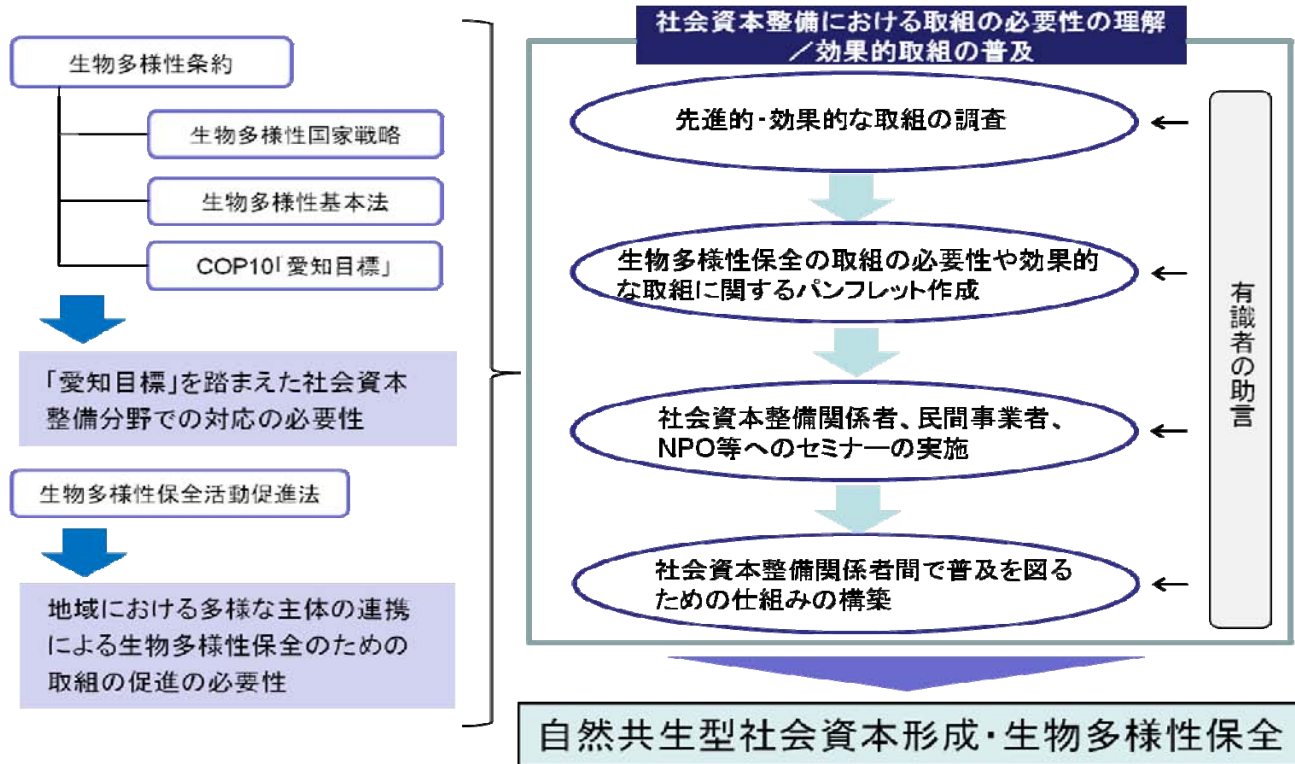 生物多様性条約
生物多様性国家戦略
生物多様性基本法
COP10「愛知目標」
「愛知目標」を踏まえた社会資本
整備分野での対応の必要性
生物多様性保全活動促進法
地域における多様な主体の連携
による生物多様性保全のための
取組の促進の必要性
社会資本整備における取組の必要性の理解
／効果的取組の普及
先進的・効果的な取組の調査
生物多様性保全の取組の必要性や効果的
な取組に関するパンフレット作成
社会資本整備関係者、民間事業者、
NPO等へのセミナーの実施
社会資本整備関係者間で普及を図る
ための仕組みの構築
有識者の助言
自然共生型社会資本形成・生物多様性保全